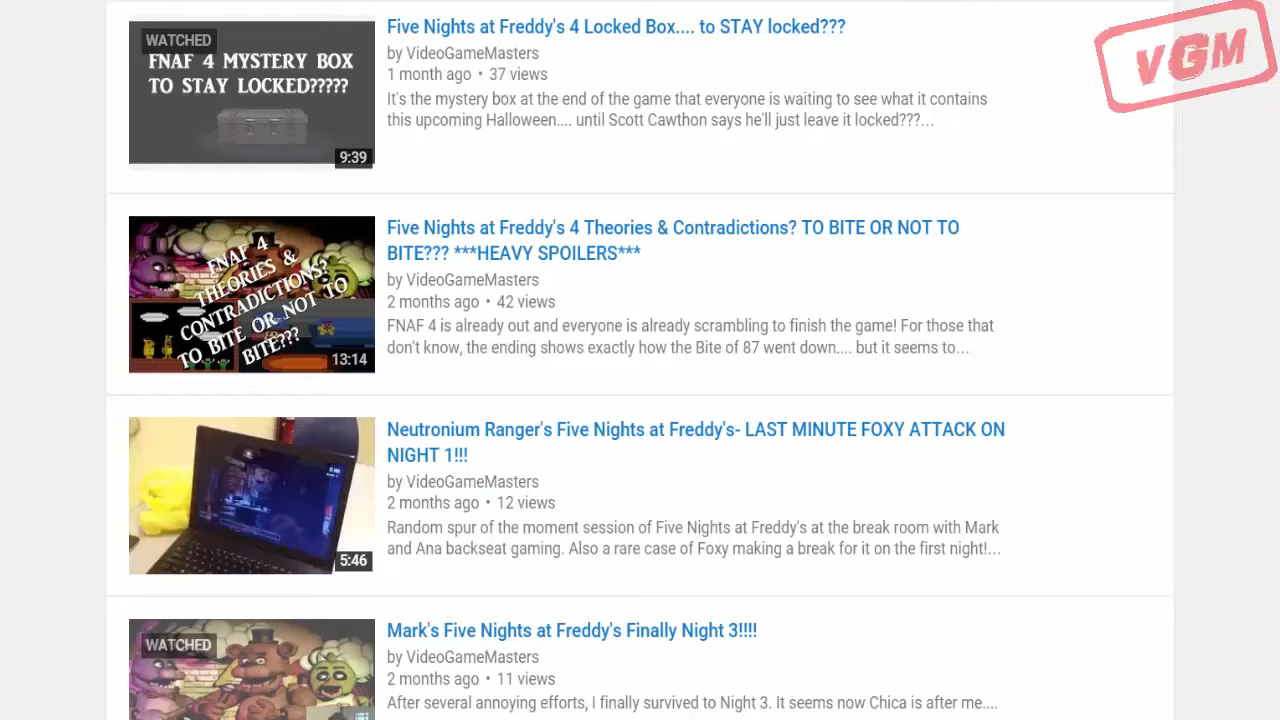 Five Nights at Freddy's 4 Locked Box.... to STAY locked???
VGM
WATCHED
FNAF 4 MYSTERY BOX
TO STAY LOCKED?????
9:39
by VideoGameMasters
1 month ago • 37 views
It's the mystery box at the end of the game that everyone is waiting to see what it contains
this upcoming Halloween.... until Scott Cawthon says he'll just leave it locked???...
FNAF 4
THEORIES &
CONTRADICTIONS?
TO BITE OR NOT TO
BITE???
13:14
Five Nights at Freddy's 4 Theories & Contradictions? TO BITE OR NOT TO
BITE??? ***HEAVY SPOILERS***
by VideoGameMasters
2 months ago • 42 views
FNAF 4 is already out and everyone is already scrambling to finish the game! For those that
don't know, the ending shows exactly how the Bite of 87 went down.... but it seems to...
5:46
Neutronium Ranger's Five Nights at Freddy's- LAST MINUTE FOXY ATTACK ON
NIGHT 1!!!
by VideoGameMasters
2 months ago • 12 views
Random spur of the moment session of Five Nights at Freddy's at the break room with Mark
and Ana backseat gaming. Also a rare case of Foxy making a break for it on the first night!...
WATCHED
Mark's Five Nights at Freddy's Finally Night 3!!!!
by VideoGameMasters
2 months ago • 11 views
After several annoying efforts, I finally survived to Night 3. It seems now Chica is after me....